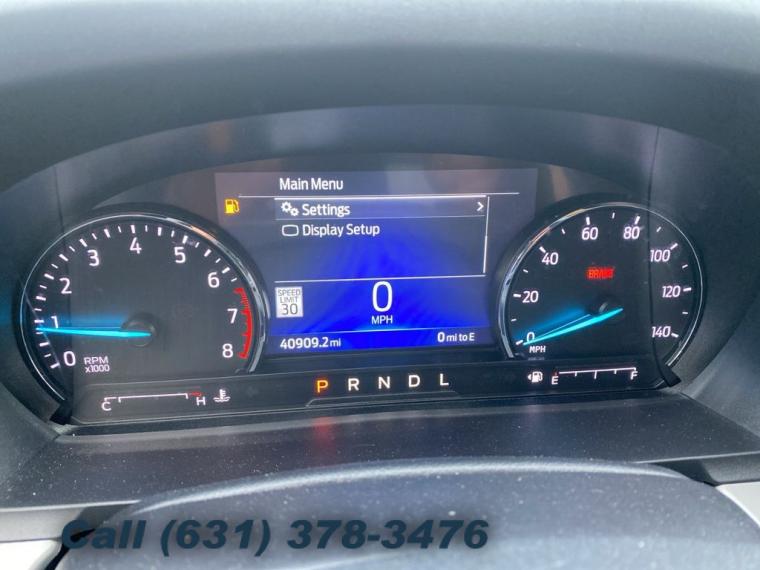 Main Menu
Settings >
Display Setup
SPEED
LIMIT
30
0
MPH
40909.2 mi
0 mi to E
0
1
2
3
4
5
6
7
8
RPM
x1000
0
20
40
60
80
100
120
140
BRAKE
MPH
C H
P R N D L
E F
Call (631) 378-3476